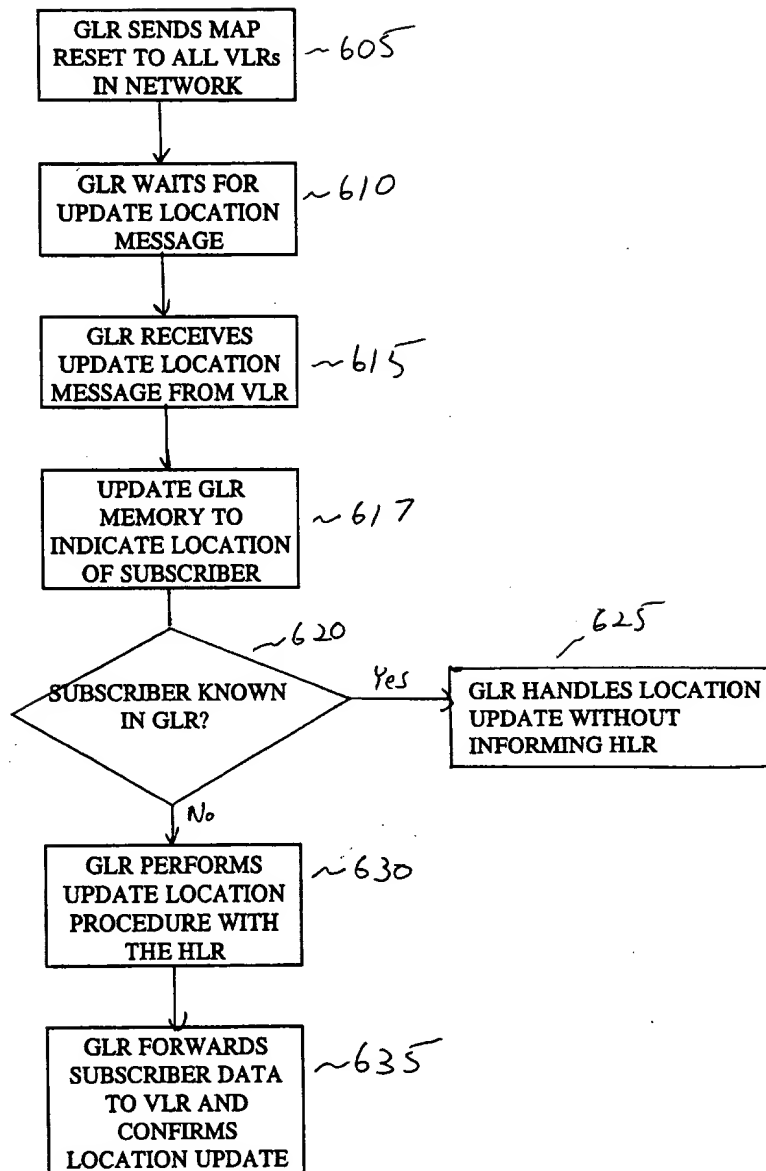 GLR SENDS MAP
RESET TO ALL VLRs
IN NETWORK
~605
GLR WAITS FOR
UPDATE LOCATION
MESSAGE
~610
GLR RECEIVES
UPDATE LOCATION
MESSAGE FROM VLR
~615
UPDATE GLR
MEMORY TO
INDICATE LOCATION
OF SUBSCRIBER
~617
~620
SUBSCRIBER KNOWN
IN GLR?
Yes
625
GLR HANDLES LOCATION
UPDATE WITHOUT
INFORMING HLR
No
GLR PERFORMS
UPDATE LOCATION
PROCEDURE WITH
THE HLR
~630
GLR FORWARDS
SUBSCRIBER DATA
TO VLR AND
CONFIRMS
LOCATION UPDATE
~635